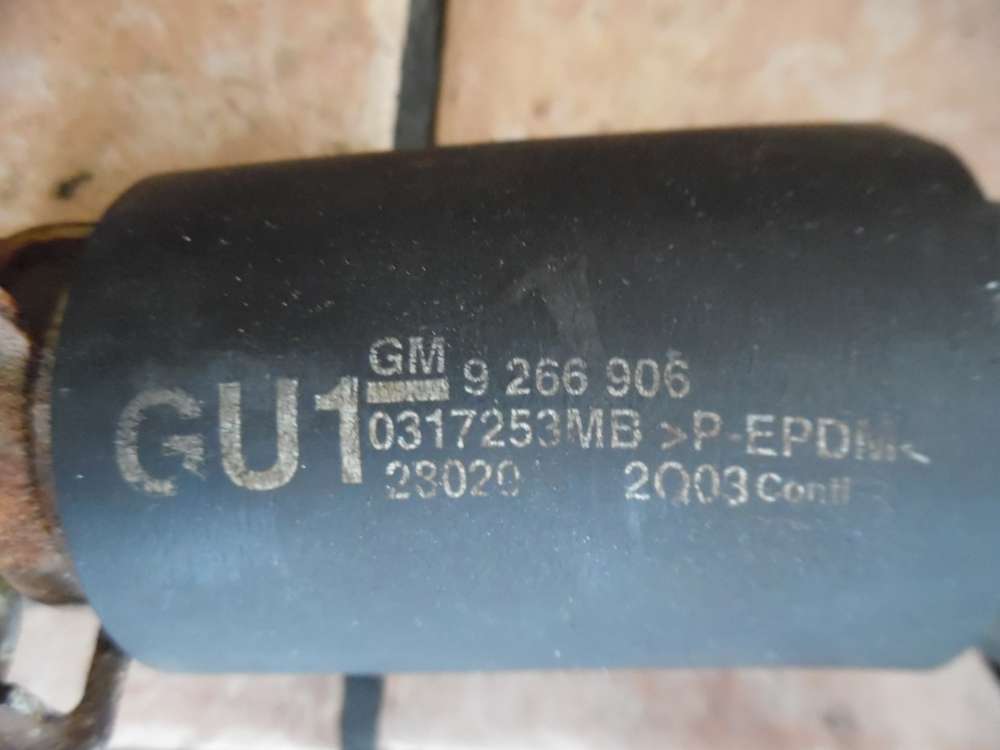 GM 9 266 906
GU1 0317253MB >P-EPDM<
23020 2Q03 Conti